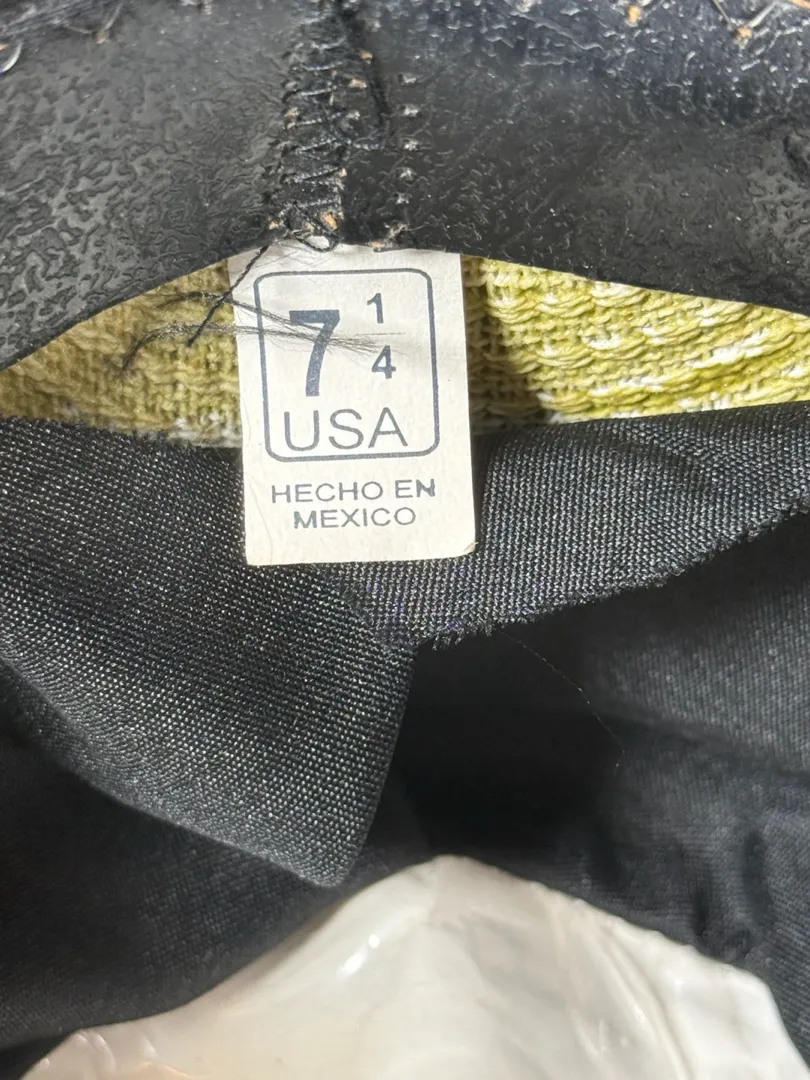 7 1/4
USA
HECHO EN
MEXICO